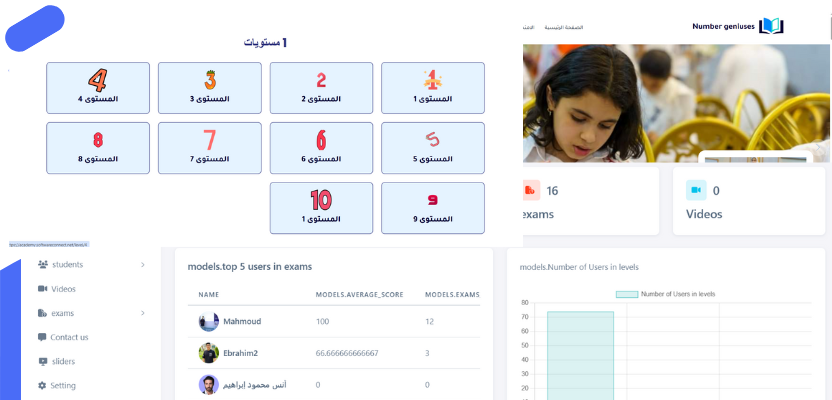 1 مستويات
4
المستوى 4
3
المستوى 3
2
المستوى 2
1
المستوى 1
8
المستوى 8
7
المستوى 7
6
المستوى 6
5
المستوى 5
10
المستوى 1
9
المستوى 9
الصفحة الرئيسية
Number geniuses
16
exams
0
Videos
students
Videos
exams
Contact us
sliders
Setting
models.top 5 users in exams
NAME MODELS.AVERAGE_SCORE MODELS.EXAMS
Mahmoud 100 12
Ebrahim2 66.666666666667 3
أنس محمود إبراهيم 0 0
models.Number of Users in levels
Number of Users in levels
80
70
60
50
40
30
20